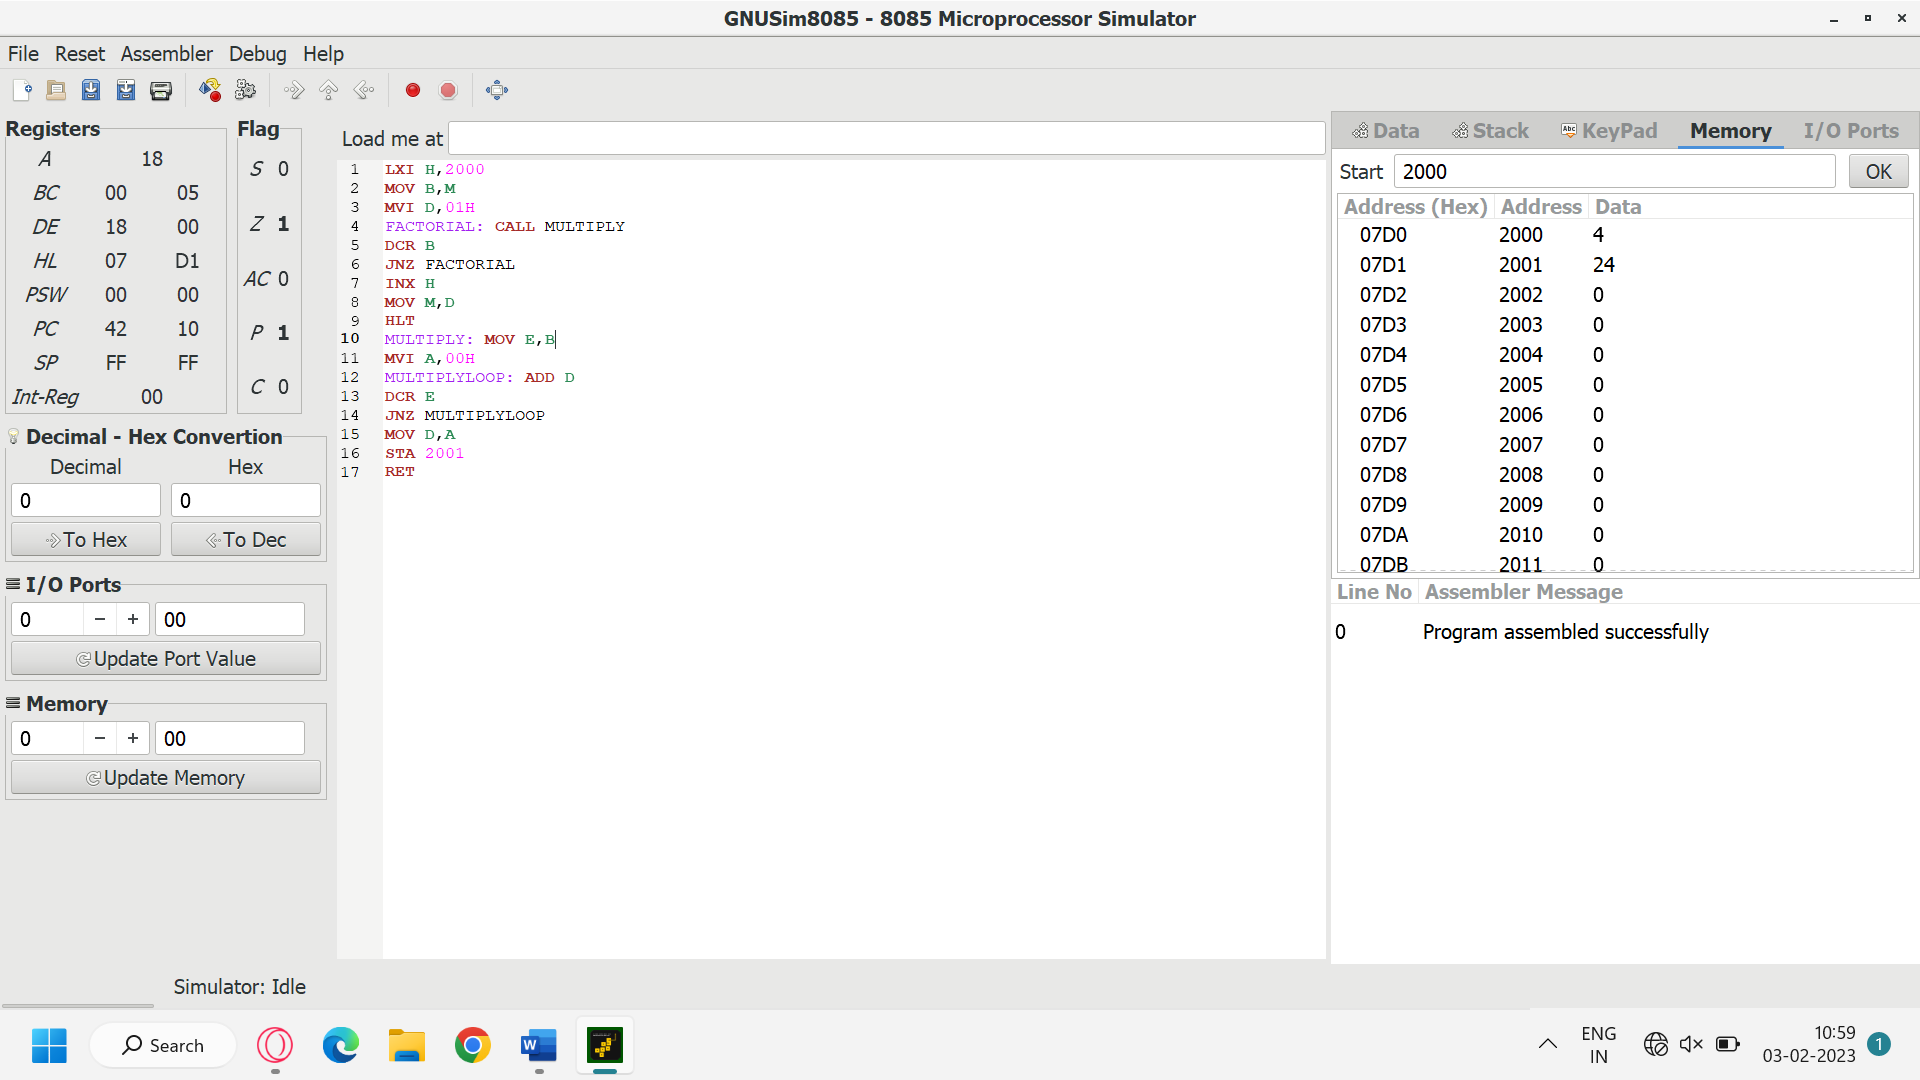 GNUSim8085 - 8085 Microprocessor Simulator
File Reset Assembler Debug Help
Registers
A 18
BC 00 05
DE 18 00
HL 07 D1
PSW 00 00
PC 42 10
SP FF FF
Int-Reg 00
Flag
S 0
Z 1
AC 0
P 1
C 0
Decimal - Hex Convertion
Decimal Hex
0 0
To Hex To Dec
I/O Ports
0 − + 00
Update Port Value
Memory
0 − + 00
Update Memory
Load me at
1 LXI H,2000
2 MOV B,M
3 MVI D,01H
4 FACTORIAL: CALL MULTIPLY
5 DCR B
6 JNZ FACTORIAL
7 INX H
8 MOV M,D
9 HLT
10 MULTIPLY: MOV E,B
11 MVI A,00H
12 MULTIPLYLOOP: ADD D
13 DCR E
14 JNZ MULTIPLYLOOP
15 MOV D,A
16 STA 2001
17 RET
Data Stack Abc KeyPad Memory I/O Ports
Start 2000 OK
Address (Hex) Address Data
07D0 2000 4
07D1 2001 24
07D2 2002 0
07D3 2003 0
07D4 2004 0
07D5 2005 0
07D6 2006 0
07D7 2007 0
07D8 2008 0
07D9 2009 0
07DA 2010 0
07DB 2011 0
Line No Assembler Message
0 Program assembled successfully
Simulator: Idle
Search
W
ENG
IN
10:59
03-02-2023
1